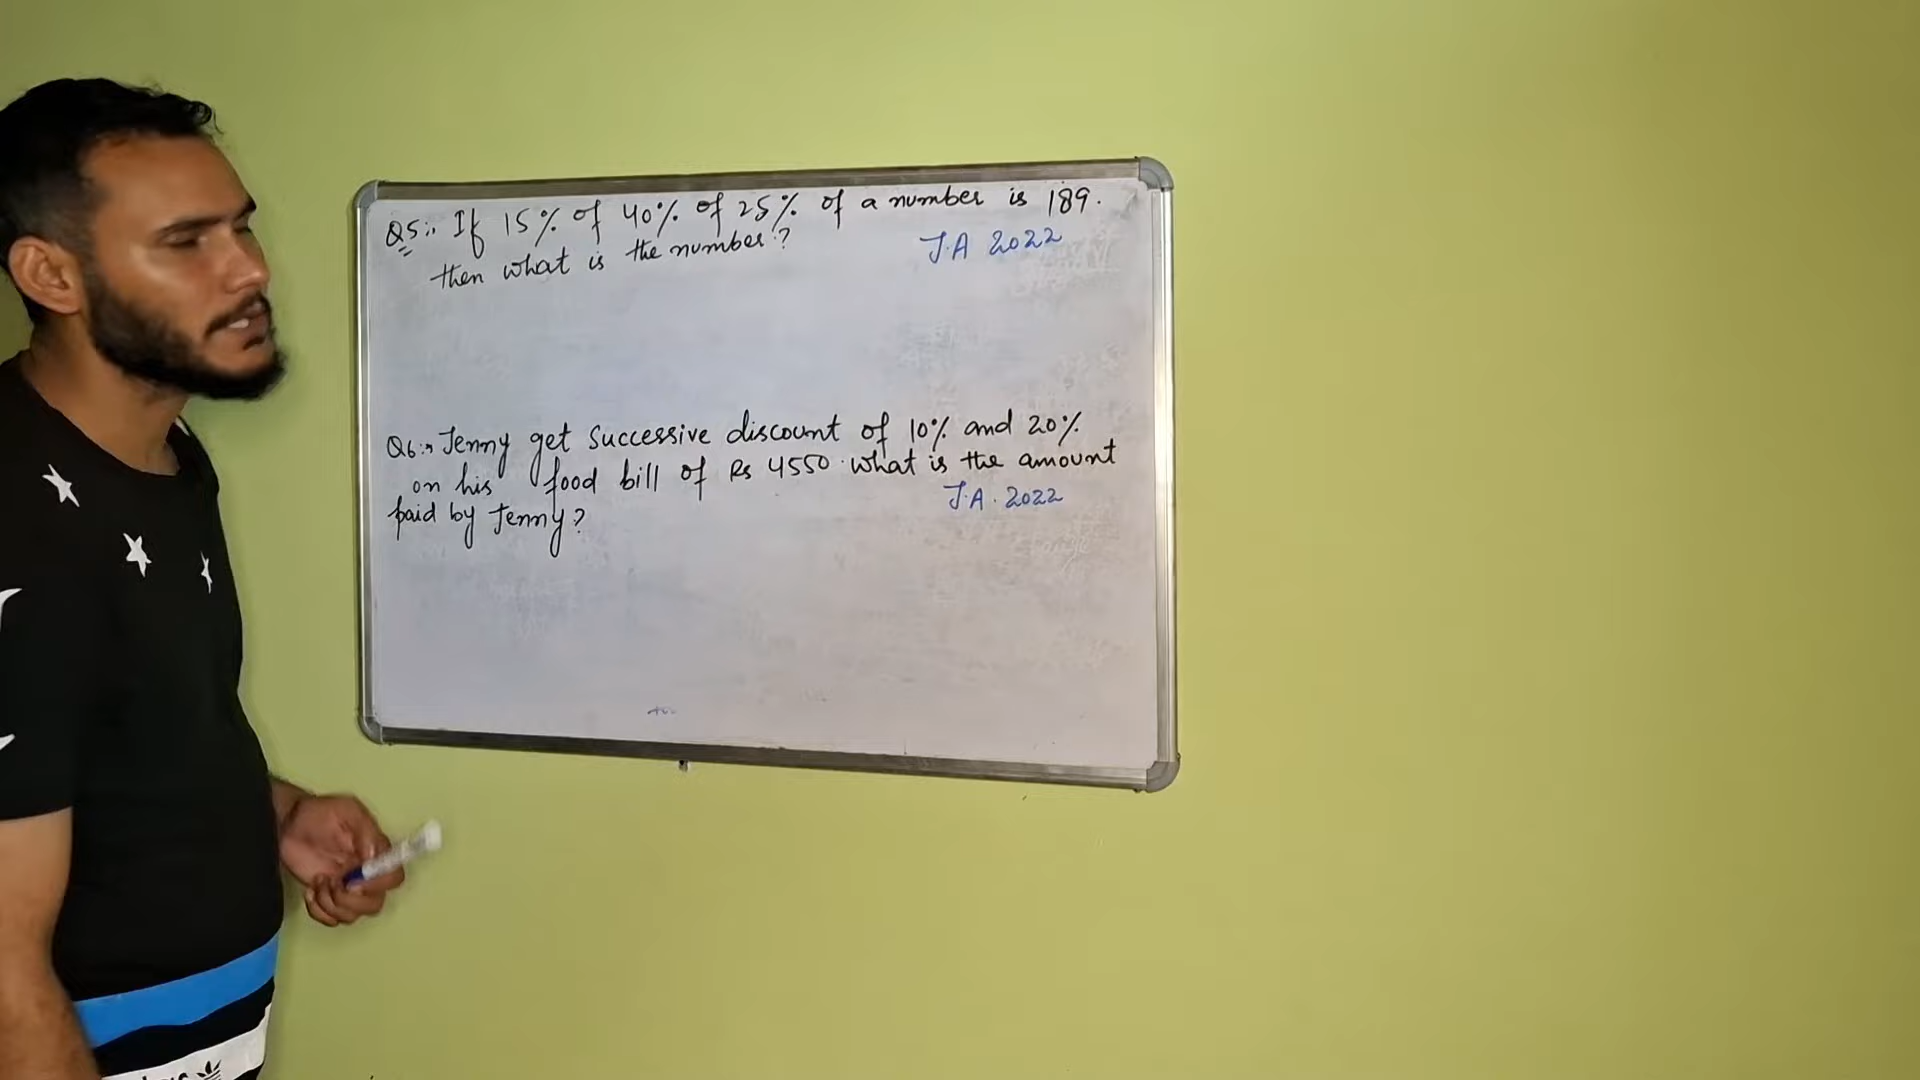 Q5:. If 15% of 40% of 25% of a number is 189.
then what is the number.?
J.A 2022
Q6:. Jenny get successive discount of 10% and 20%
on his food bill of Rs 4550. what is the amount
paid by Jenny?
J.A. 2022